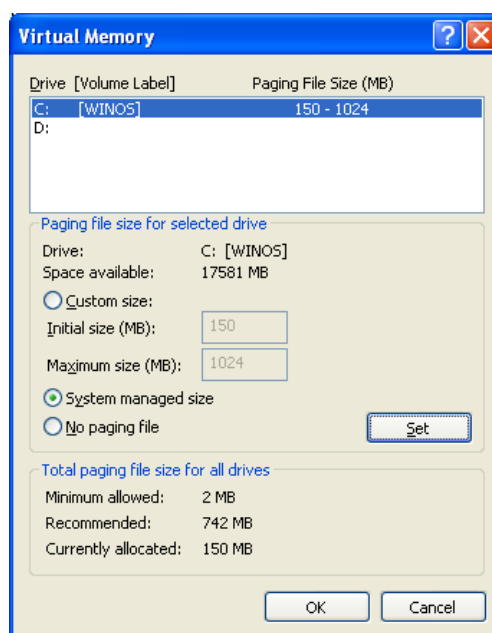 Virtual Memory
Drive [Volume Label] Paging File Size (MB)
C: [WINOS] 150 - 1024
D:
Paging file size for selected drive
Drive: C: [WINOS]
Space available: 17581 MB
Custom size:
Initial size (MB): 150
Maximum size (MB): 1024
System managed size
No paging file
Set
Total paging file size for all drives
Minimum allowed: 2 MB
Recommended: 742 MB
Currently allocated: 150 MB
OK Cancel